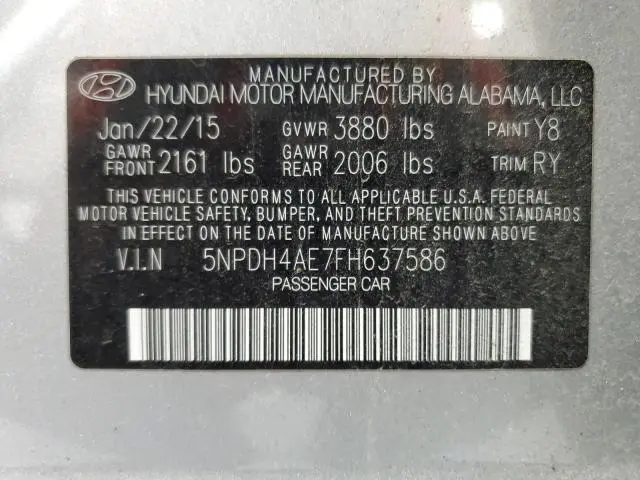 MANUFACTURED BY
HYUNDAI MOTOR MANUFACTURING ALABAMA, LLC
Jan/22/15 GVWR 3880 lbs PAINT Y8
GAWR FRONT 2161 lbs GAWR REAR 2006 lbs TRIM RY
THIS VEHICLE CONFORMS TO ALL APPLICABLE U.S.A. FEDERAL
MOTOR VEHICLE SAFETY, BUMPER, AND THEFT PREVENTION STANDARDS
IN EFFECT ON THE DATE OF MANUFACTURE SHOWN ABOVE.
V.I.N 5NPDH4AE7FH637586
PASSENGER CAR